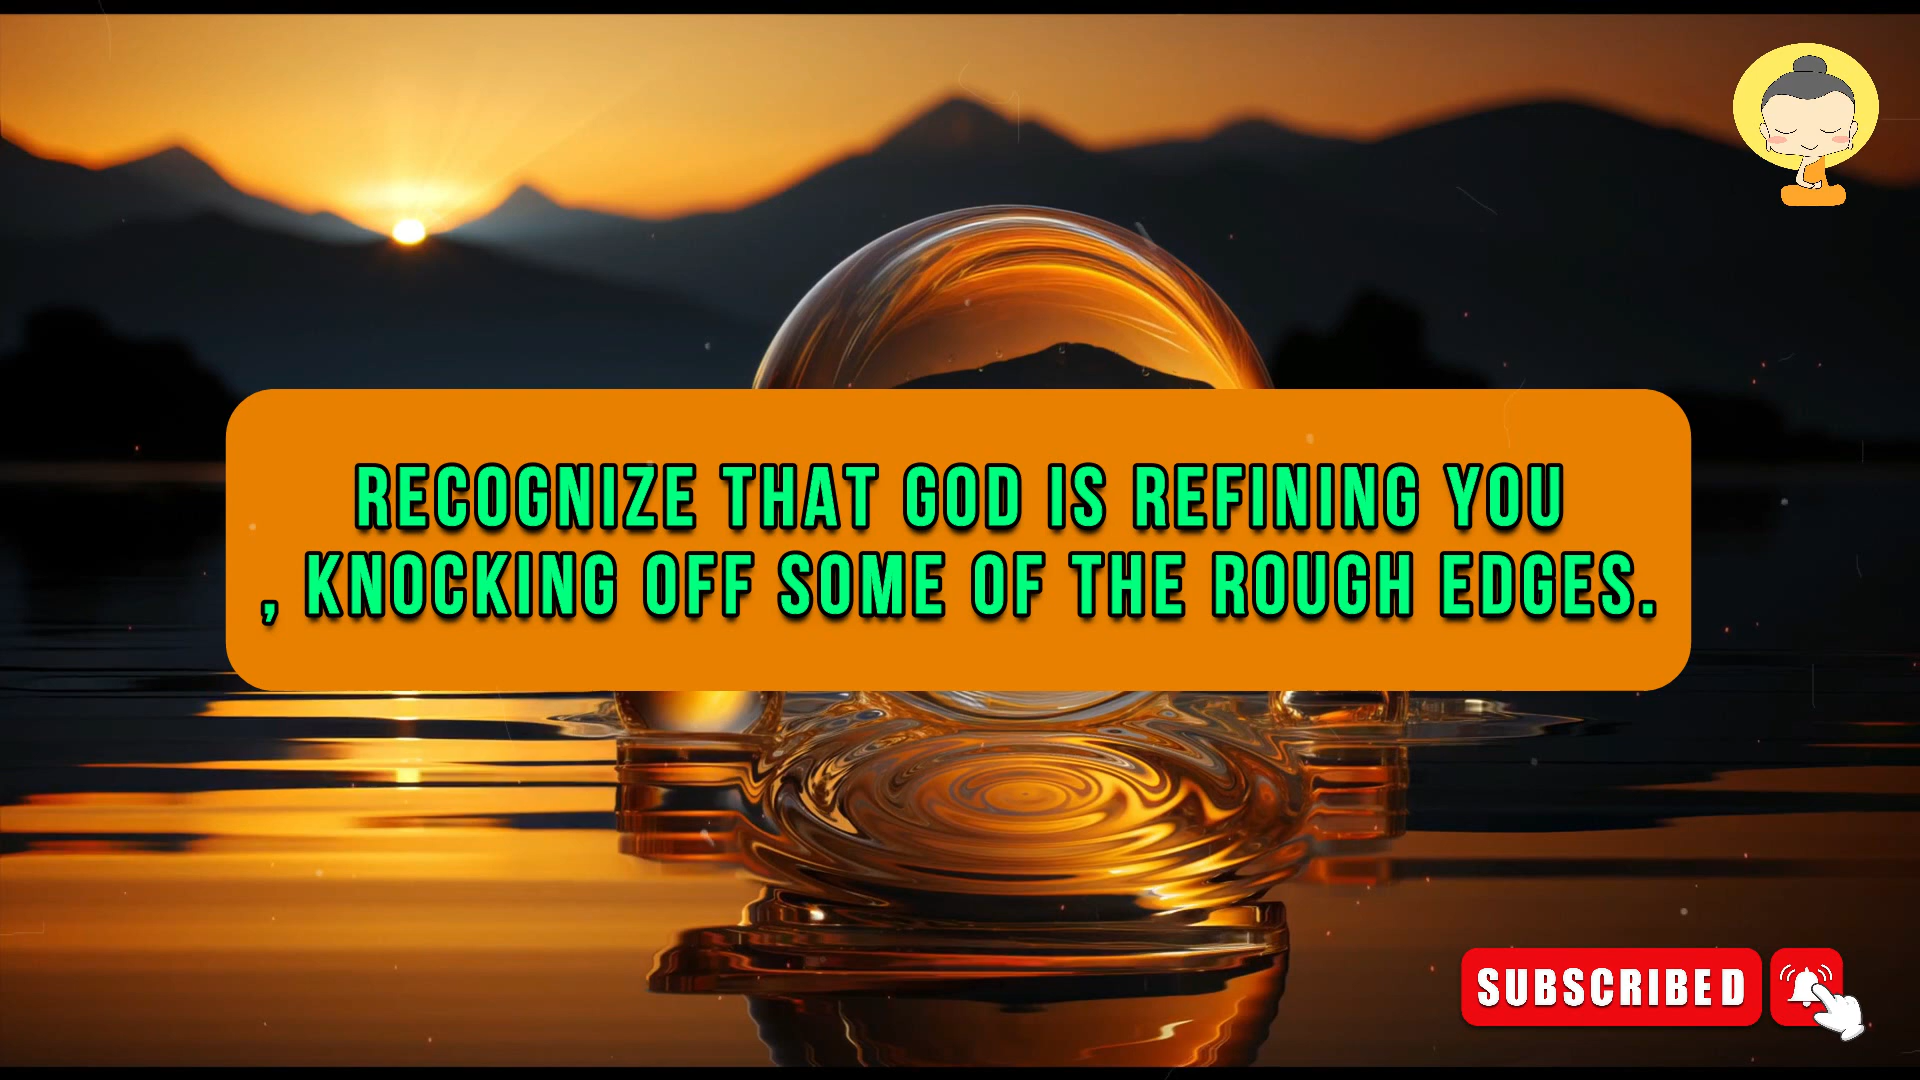 RECOGNIZE THAT GOD IS REFINING YOU
, KNOCKING OFF SOME OF THE ROUGH EDGES.
SUBSCRIBED